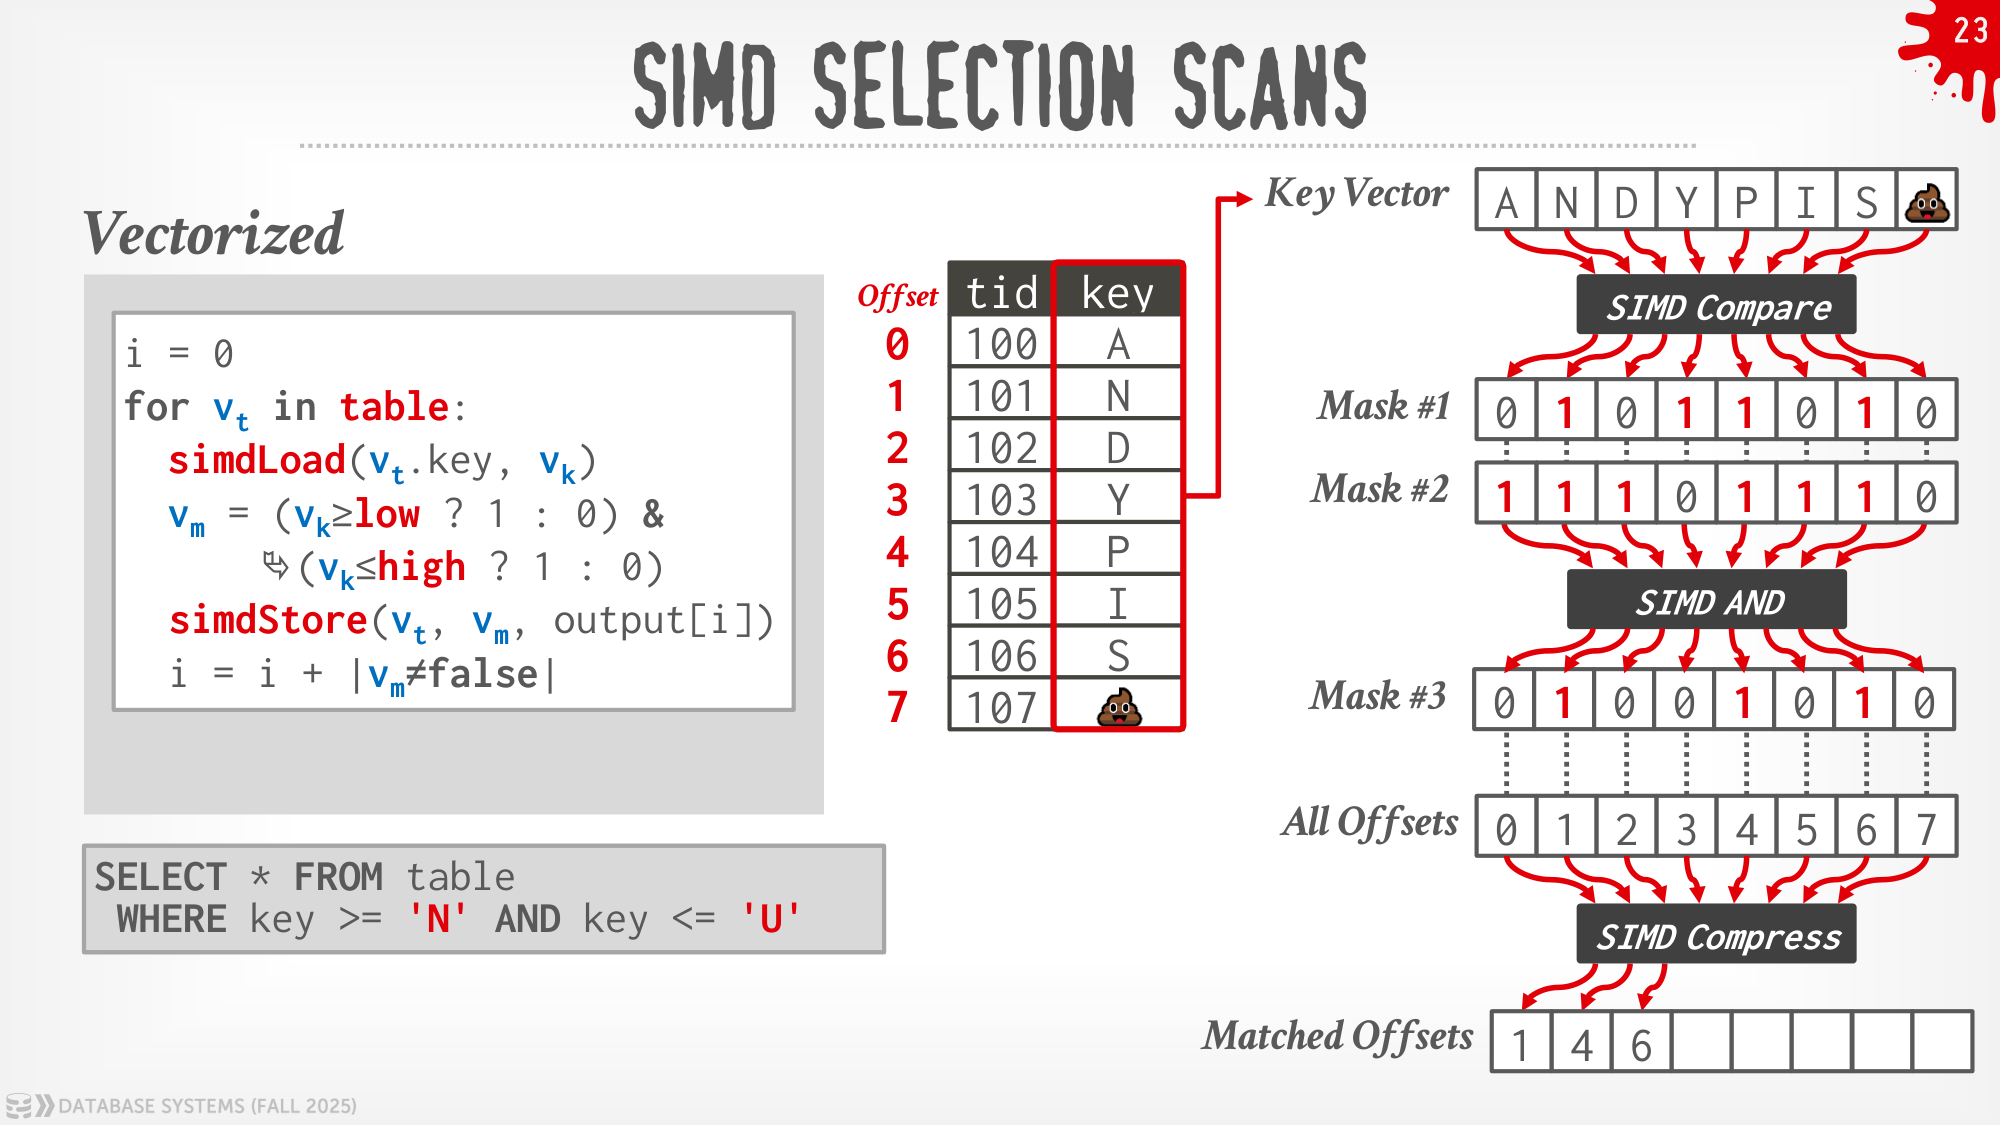 23
SIMD SELECTION SCANS
Vectorized
i = 0
for vt in table:
simdLoad(vt.key, vk)
vm = (vk≥low ? 1 : 0) &
⮑(vk≤high ? 1 : 0)
simdStore(vt, vm, output[i])
i = i + |vm≠false|
SELECT * FROM table
WHERE key >= 'N' AND key <= 'U'
Offset tid key
0 100 A
1 101 N
2 102 D
3 103 Y
4 104 P
5 105 I
6 106 S
7 107 💩
Key Vector A N D Y P I S 💩
SIMD Compare
Mask #1 0 1 0 1 1 0 1 0
Mask #2 1 1 1 0 1 1 1 0
SIMD AND
Mask #3 0 1 0 0 1 0 1 0
All Offsets 0 1 2 3 4 5 6 7
SIMD Compress
Matched Offsets 1 4 6
DATABASE SYSTEMS (FALL 2025)